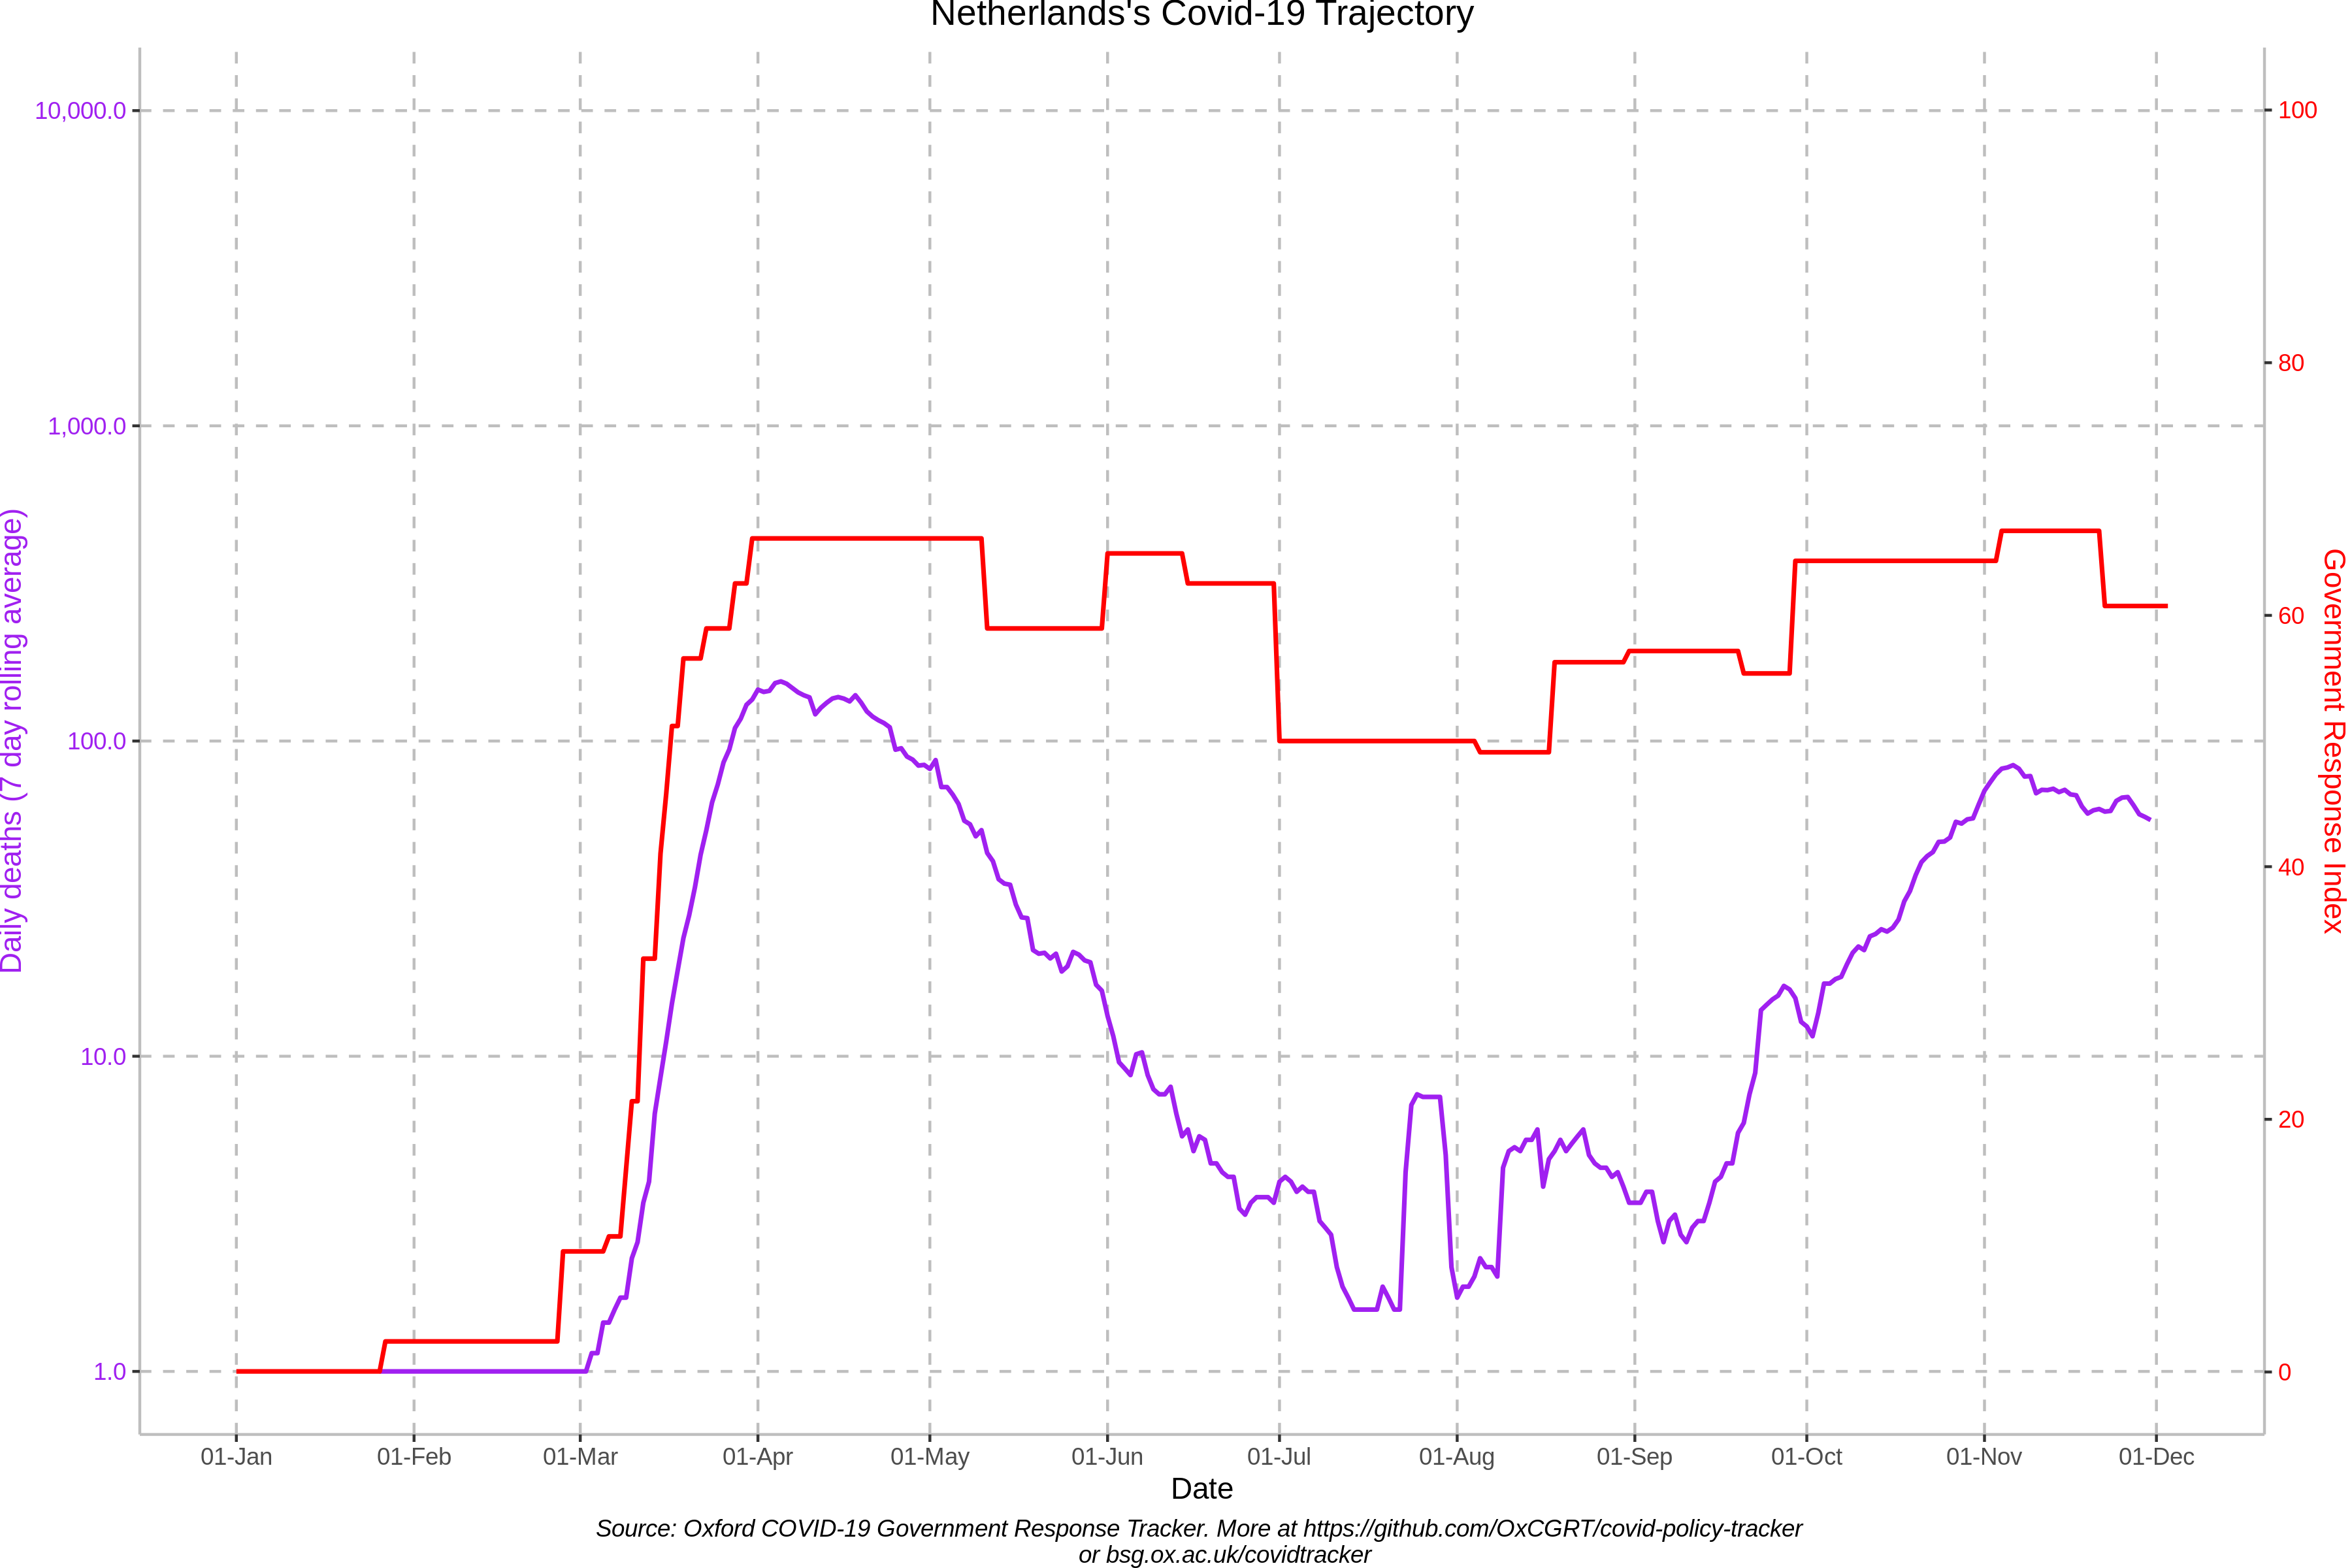 Netherlands's Covid-19 Trajectory
10,000.0
1,000.0
100.0
10.0
1.0
Daily deaths (7 day rolling average)
100
80
60
40
20
0
Government Response Index
01-Jan
01-Feb
01-Mar
01-Apr
01-May
01-Jun
01-Jul
01-Aug
01-Sep
01-Oct
01-Nov
01-Dec
Date
Source: Oxford COVID-19 Government Response Tracker. More at https://github.com/OxCGRT/covid-policy-tracker
or bsg.ox.ac.uk/covidtracker